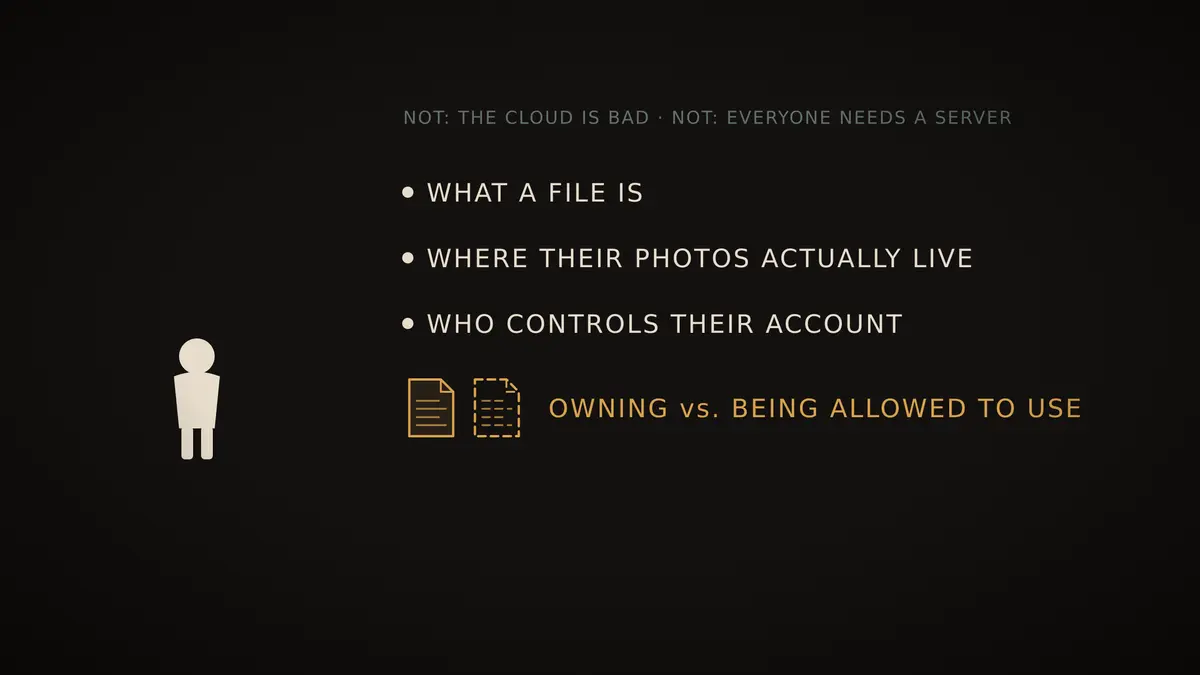 NOT: THE CLOUD IS BAD · NOT: EVERYONE NEEDS A SERVER
WHAT A FILE IS
WHERE THEIR PHOTOS ACTUALLY LIVE
WHO CONTROLS THEIR ACCOUNT
OWNING vs. BEING ALLOWED TO USE